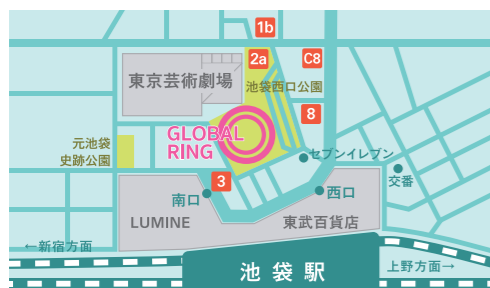 1b
2a
C8
東京芸術劇場
池袋西口公園
8
GLOBAL
RING
元池袋
史跡公園
セブンイレブン
3
交番
南口
西口
LUMINE
東武百貨店
←新宿方面
池袋駅
上野方面→